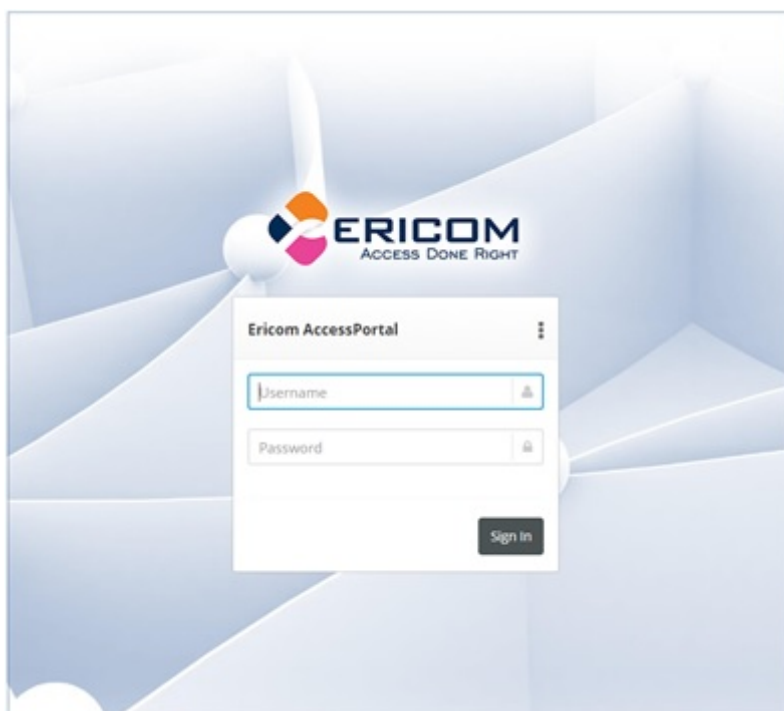 ERICOM
ACCESS DONE RIGHT
Ericom AccessPortal
Username
Password
Sign In